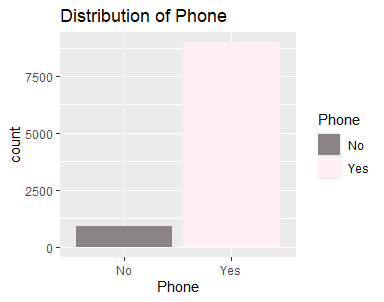 Distribution of Phone
7500
5000
2500
0
count
No
Yes
Phone
Phone
No
Yes